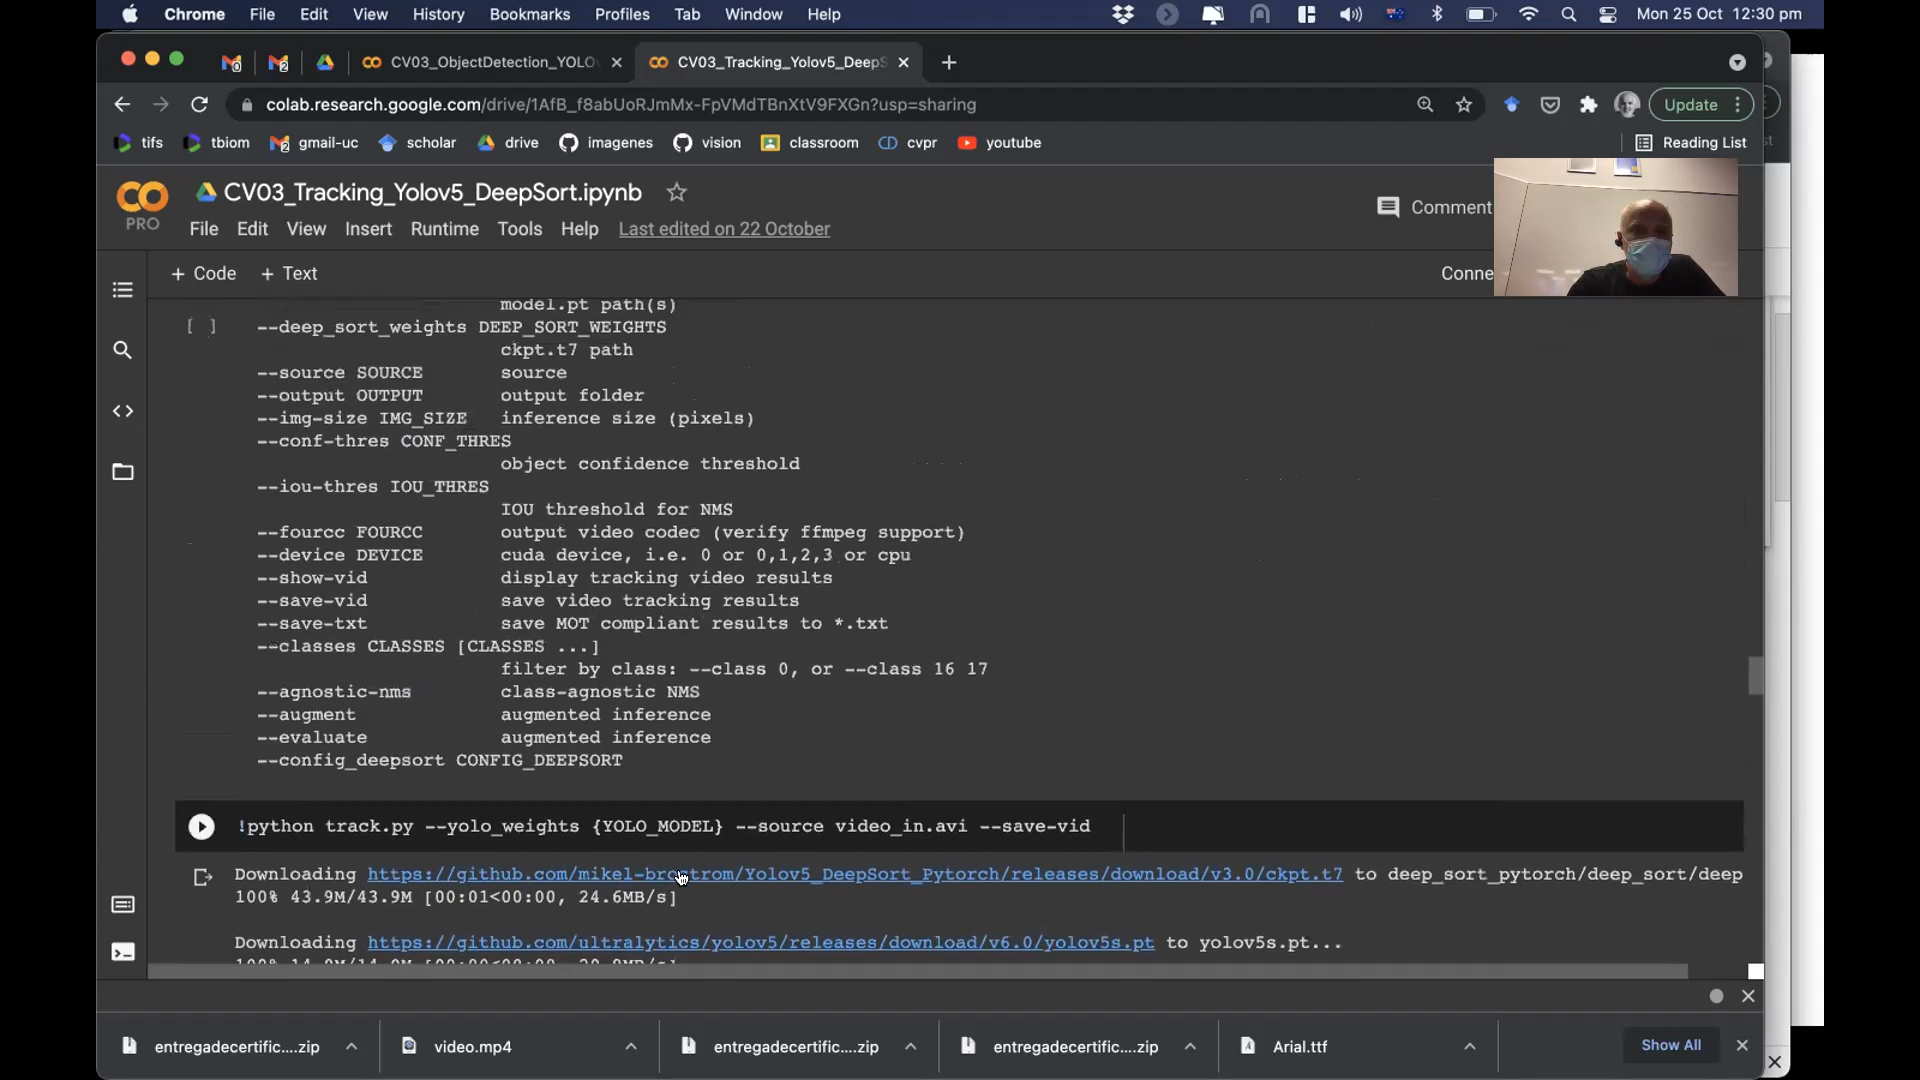 Chrome File Edit View History Bookmarks Profiles Tab Window Help Mon 25 Oct 12:30 pm
CV03_ObjectDetection_YOLO CV03_Tracking_Yolov5_DeepS
colab.research.google.com/drive/1AfB_f8abUoRJmMx-FpVMdTBnXtV9FXGn?usp=sharing Update
tifs tbiom gmail-uc scholar drive imagenes vision classroom cvpr youtube Reading List
CO PRO
CV03_Tracking_Yolov5_DeepSort.ipynb
Comment
File Edit View Insert Runtime Tools Help Last edited on 22 October
+ Code + Text Conne
model.pt path(s)
[ ] --deep_sort_weights DEEP_SORT_WEIGHTS
ckpt.t7 path
--source SOURCE source
--output OUTPUT output folder
--img-size IMG_SIZE inference size (pixels)
--conf-thres CONF_THRES
object confidence threshold
--iou-thres IOU_THRES
IOU threshold for NMS
--fourcc FOURCC output video codec (verify ffmpeg support)
--device DEVICE cuda device, i.e. 0 or 0,1,2,3 or cpu
--show-vid display tracking video results
--save-vid save video tracking results
--save-txt save MOT compliant results to *.txt
--classes CLASSES [CLASSES ...]
filter by class: --class 0, or --class 16 17
--agnostic-nms class-agnostic NMS
--augment augmented inference
--evaluate augmented inference
--config_deepsort CONFIG_DEEPSORT
!python track.py --yolo_weights {YOLO_MODEL} --source video_in.avi --save-vid
Downloading https://github.com/mikel-brostrom/Yolov5_DeepSort_Pytorch/releases/download/v3.0/ckpt.t7 to deep_sort_pytorch/deep_sort/deep
100% 43.9M/43.9M [00:01<00:00, 24.6MB/s]
Downloading https://github.com/ultralytics/yolov5/releases/download/v6.0/yolov5s.pt to yolov5s.pt...
entregadecertific....zip video.mp4 entregadecertific....zip entregadecertific....zip Arial.ttf Show All